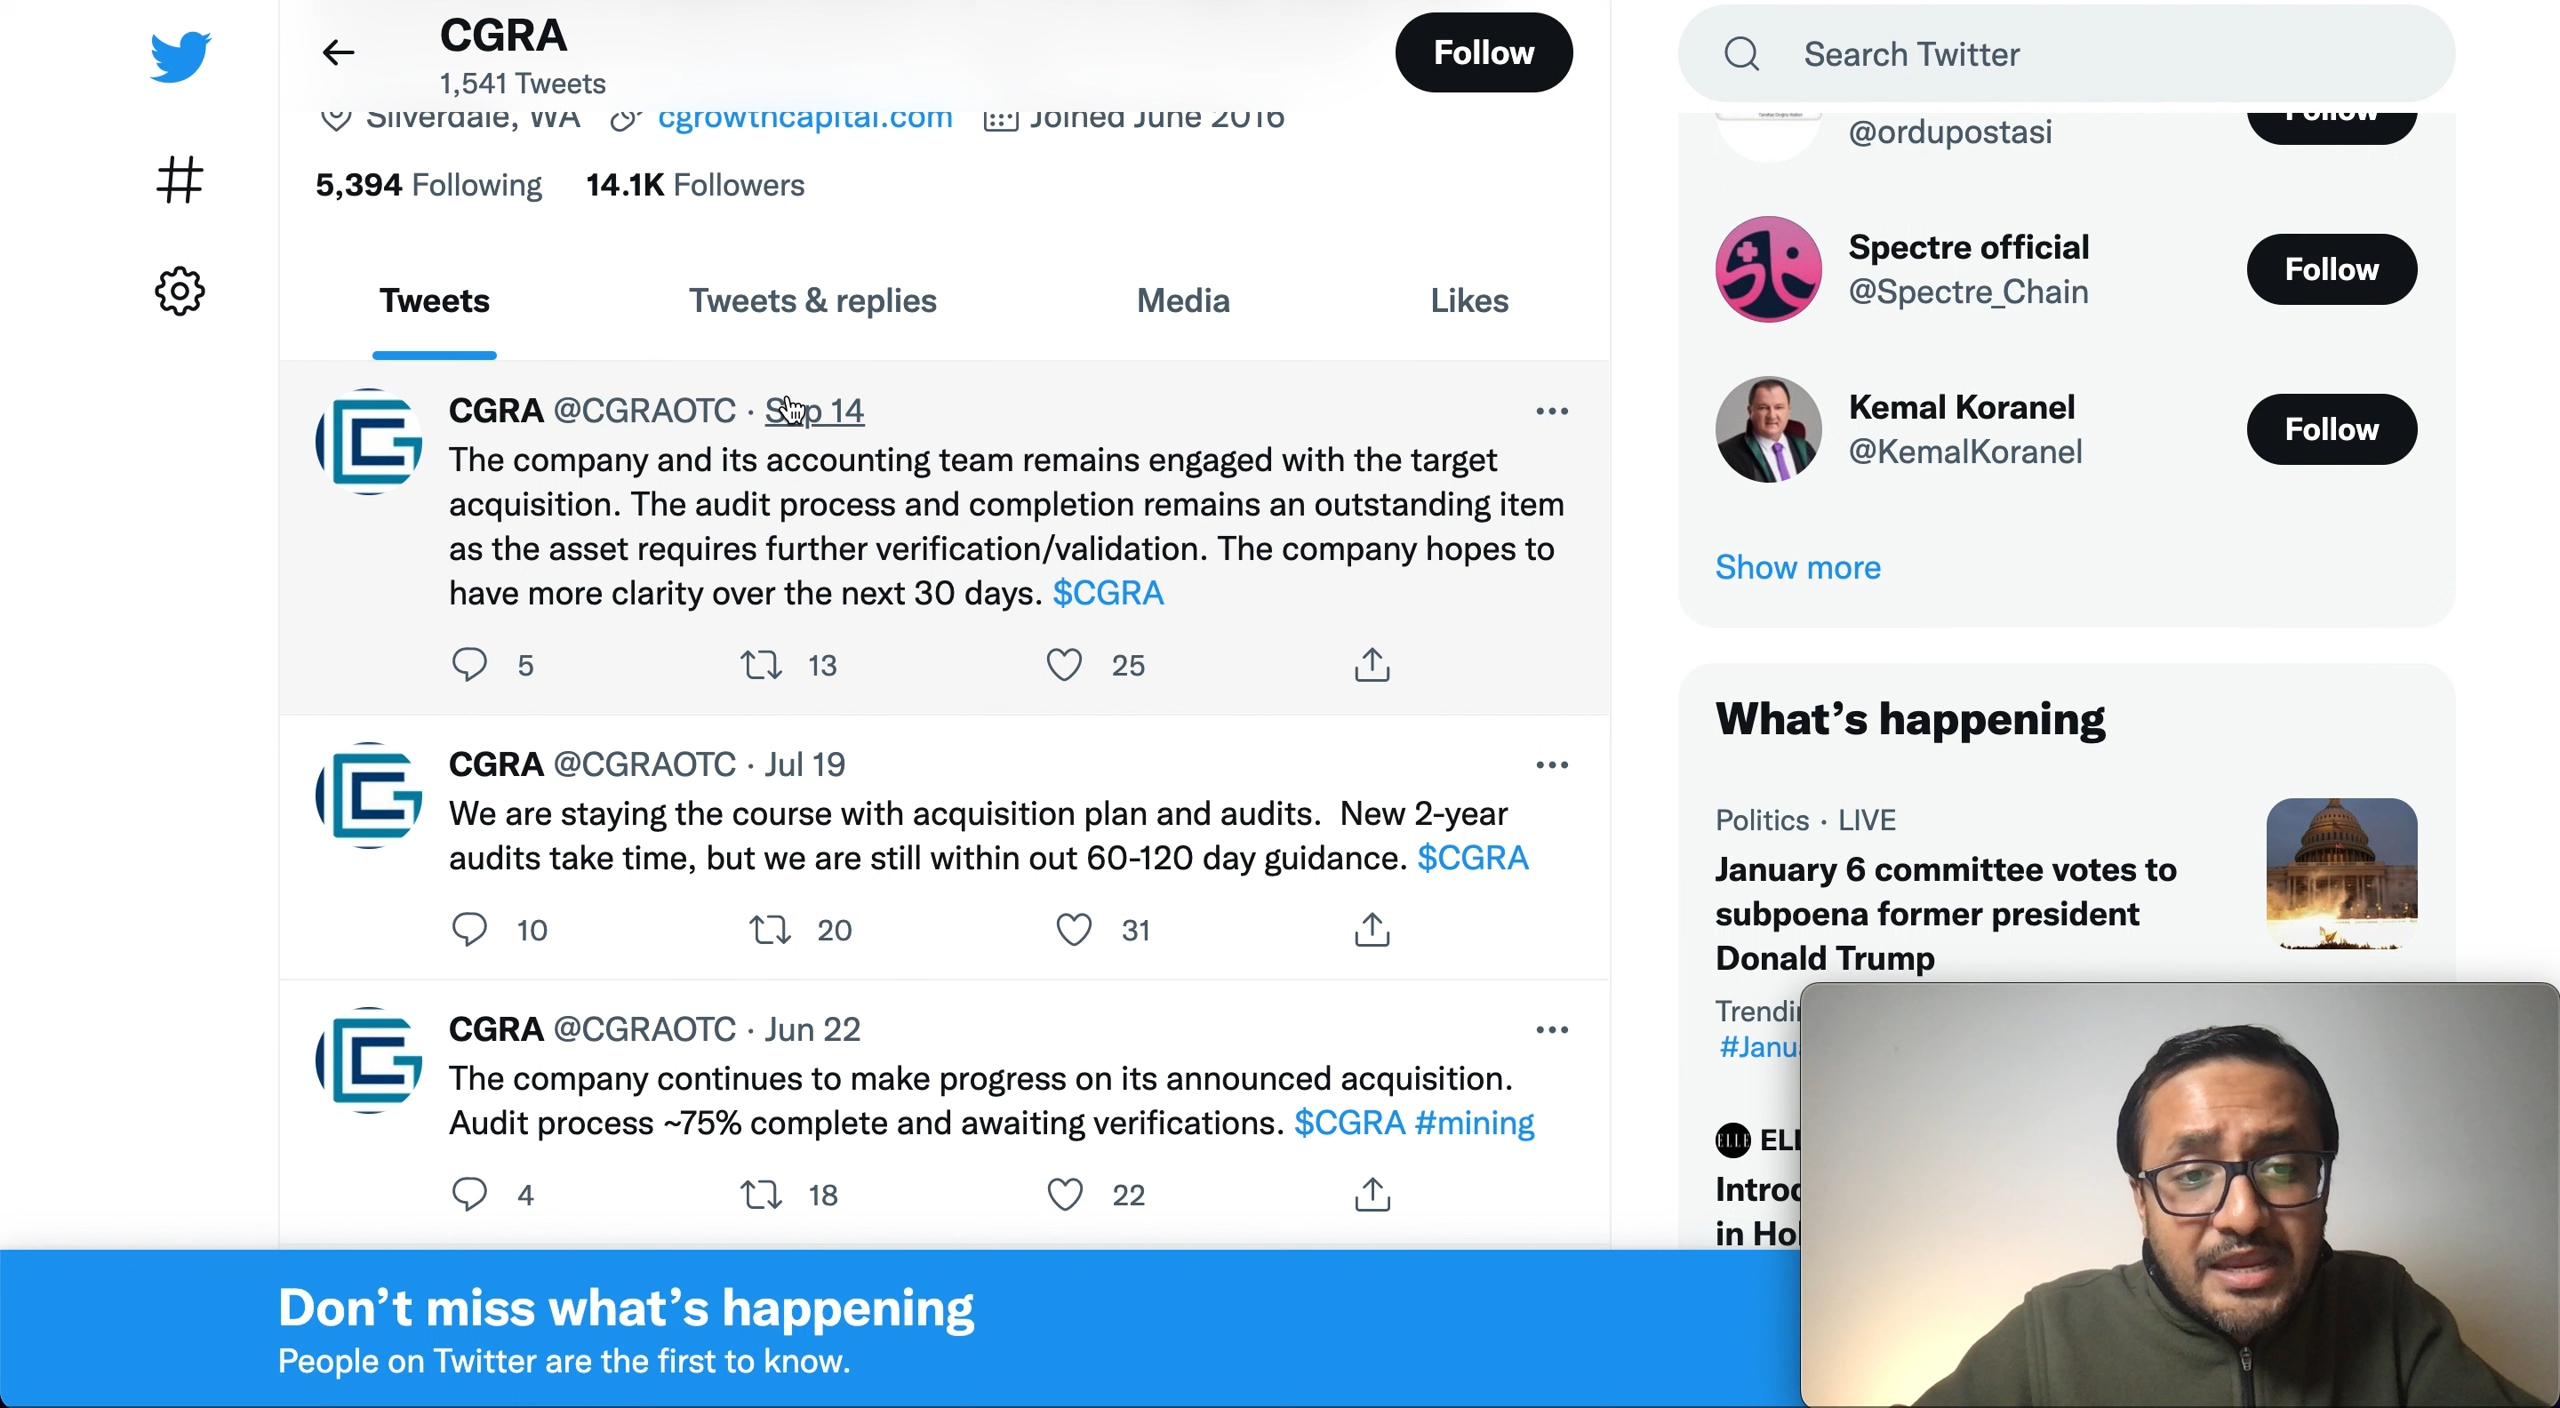 CGRA
1,541 Tweets
Follow
Silverdale, WA cgrowthcapital.com Joined June 2016
5,394 Following 14.1K Followers
Tweets Tweets & replies Media Likes
CGRA @CGRAOTC · Sep 14
The company and its accounting team remains engaged with the target
acquisition. The audit process and completion remains an outstanding item
as the asset requires further verification/validation. The company hopes to
have more clarity over the next 30 days. $CGRA
5 13 25
CGRA @CGRAOTC · Jul 19
We are staying the course with acquisition plan and audits.  New 2-year
audits take time, but we are still within out 60-120 day guidance. $CGRA
10 20 31
CGRA @CGRAOTC · Jun 22
The company continues to make progress on its announced acquisition.
Audit process ~75% complete and awaiting verifications. $CGRA #mining
4 18 22
Search Twitter
@ordupostasi
Follow
Spectre official
@Spectre_Chain
Follow
Kemal Koranel
@KemalKoranel
Follow
Show more
What's happening
Politics · LIVE
January 6 committee votes to
subpoena former president
Donald Trump
Don't miss what's happening
People on Twitter are the first to know.